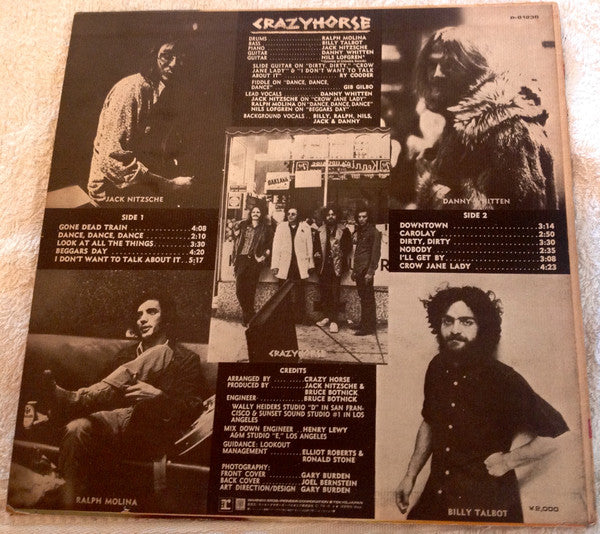 P-8103R
CRAZYHORSE
DRUMS RALPH MOLINA
BASS BILLY TALBOT
PIANO JACK NITZSCHE
GUITAR DANNY WHITTEN
GUITAR NILS LOFGREN*
SLIDE GUITAR ON "DIRTY, DIRTY" "CROW
JANE LADY" & "I DON'T WANT TO TALK
ABOUT IT" RY COODER
FIDDLE ON "DANCE, DANCE,
DANCE" GIB GILBO
LEAD VOCALS DANNY WHITTEN
JACK NITZSCHE ON "CROW JANE LADY"
RALPH MOLINA ON "DANCE, DANCE, DANCE"
NILS LOFGREN ON "BEGGARS DAY"
BACKGROUND VOCALS BILLY, RALPH, NILS,
JACK & DANNY
JACK NITZSCHE
DANNY WHITTEN
SIDE 1
GONE DEAD TRAIN 4:08
DANCE, DANCE, DANCE 2:10
LOOK AT ALL THE THINGS 3:30
BEGGARS DAY 4:20
I DON'T WANT TO TALK ABOUT IT 5:17
OAKLANA
SIDE 2
DOWNTOWN 3:14
CAROLAY 2:50
DIRTY, DIRTY 3:30
NOBODY 2:35
I'LL GET BY 3:08
CROW JANE LADY 4:23
R
CRAZYHORSE
CREDITS
ARRANGED BY CRAZY HORSE
PRODUCED BY JACK NITZSCHE &
BRUCE BOTNICK
ENGINEER BRUCE BOTNICK
WALLY HEIDERS STUDIO "D" IN SAN FRAN-
CISCO & SUNSET SOUND STUDIO #1 IN LOS
ANGELES
MIX DOWN ENGINEER HENRY LEWY
A&M STUDIO "E," LOS ANGELES
GUIDANCE: LOOKOUT
MANAGEMENT ELLIOT ROBERTS &
RONALD STONE
PHOTOGRAPHY:
FRONT COVER GARY BURDEN
BACK COVER JOEL BERNSTEIN
ART DIRECTION/DESIGN GARY BURDEN
RALPH MOLINA
BILLY TALBOT
¥2,000